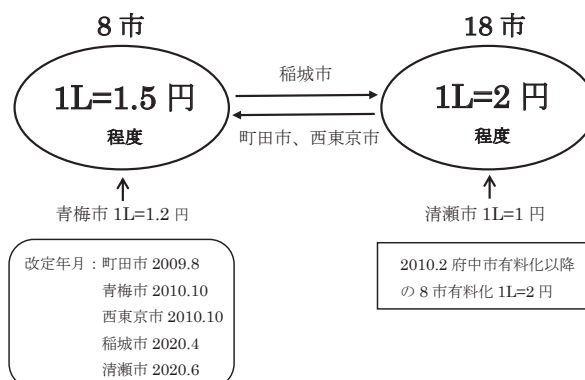 8 市
18 市
1L=1.5 円
程度
稲城市
町田市、西東京市
1L=2 円
程度
青梅市 1L=1.2 円
清瀬市 1L=1 円
改定年月：町田市 2009.8
青梅市 2010.10
西東京市 2010.10
稲城市 2020.4
清瀬市 2020.6
2010.2 府中市有料化以降
の 8 市有料化 1L=2 円